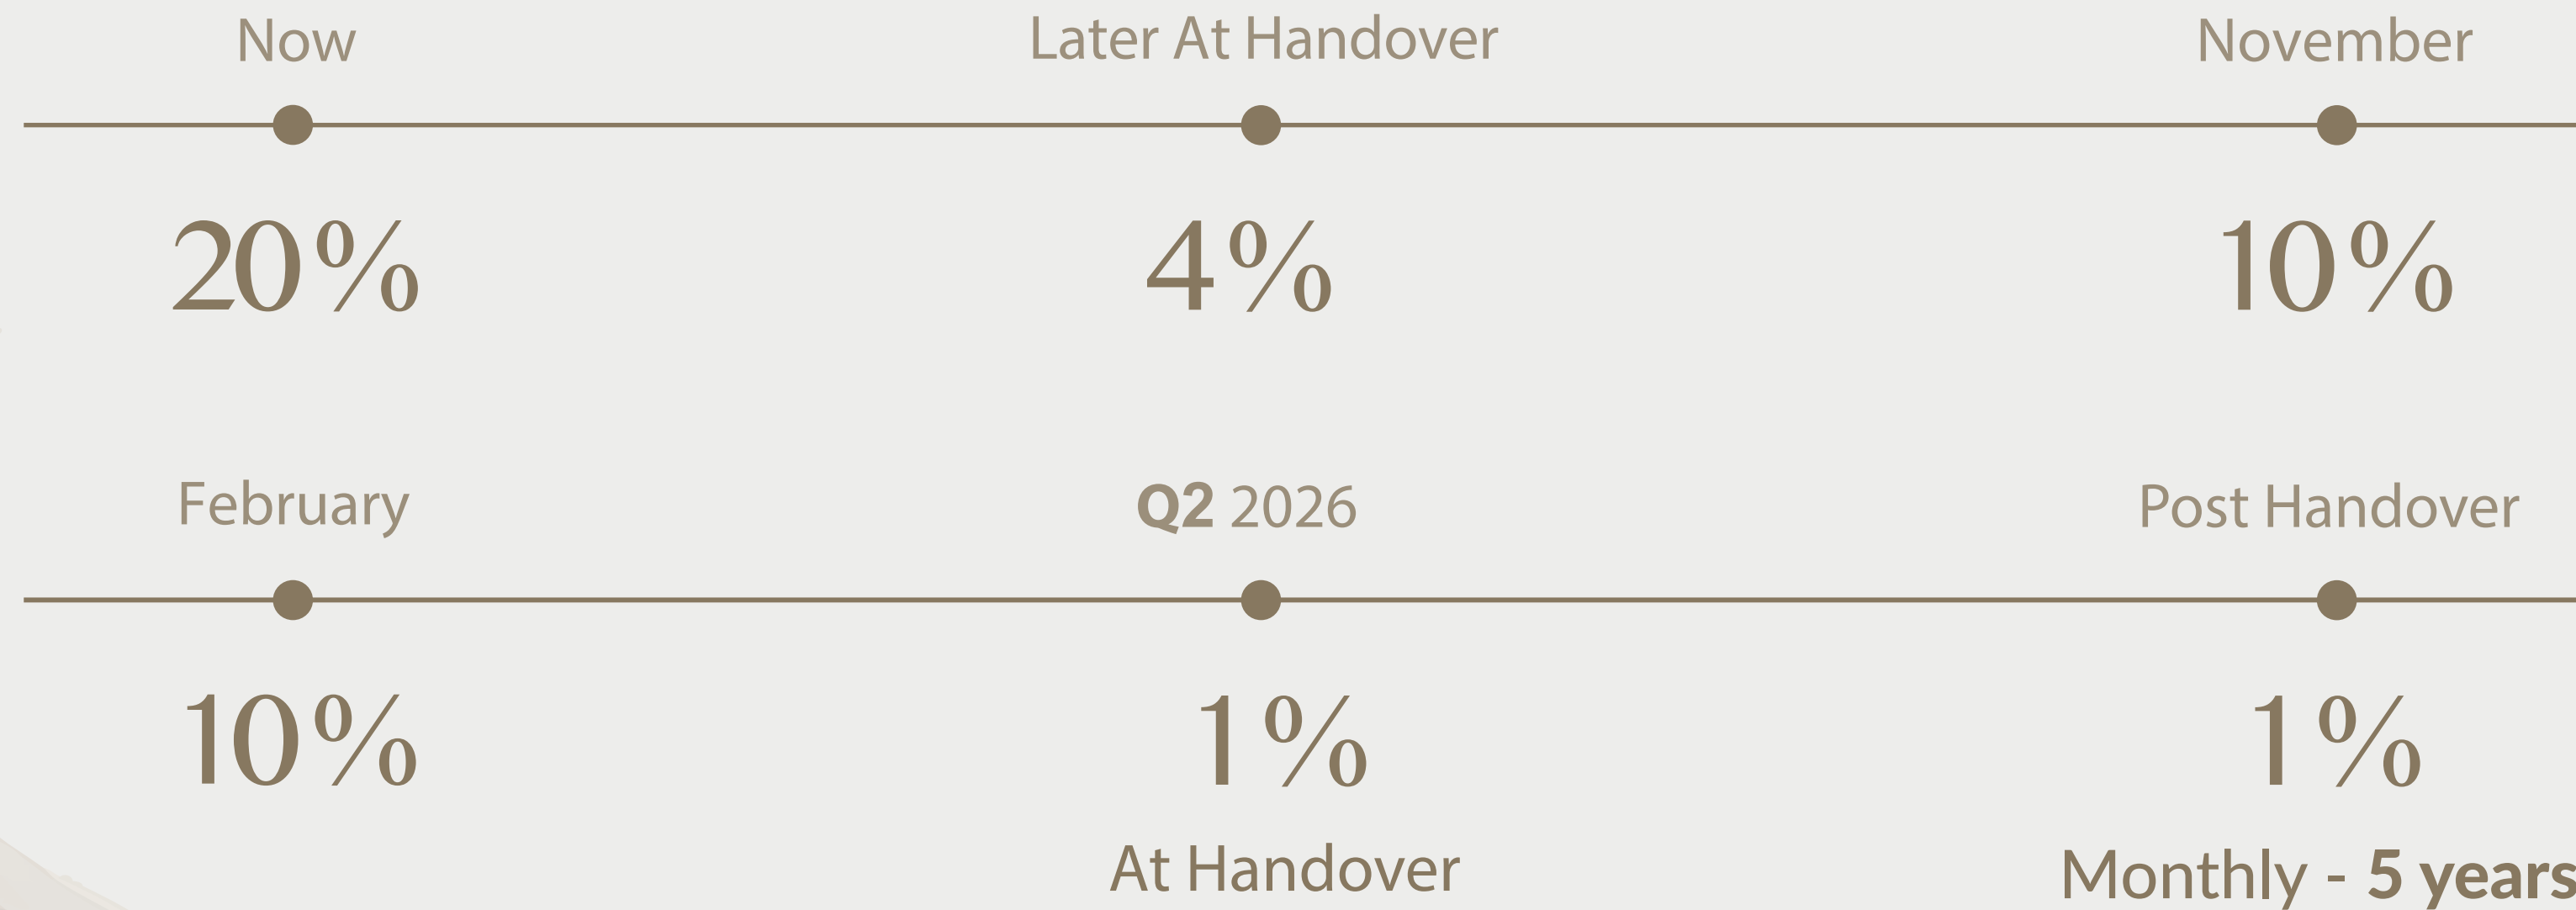 Now
Later At Handover
November
20%
4%
10%
February
Q2 2026
Post Handover
10%
1%
1%
At Handover
Monthly - 5 years